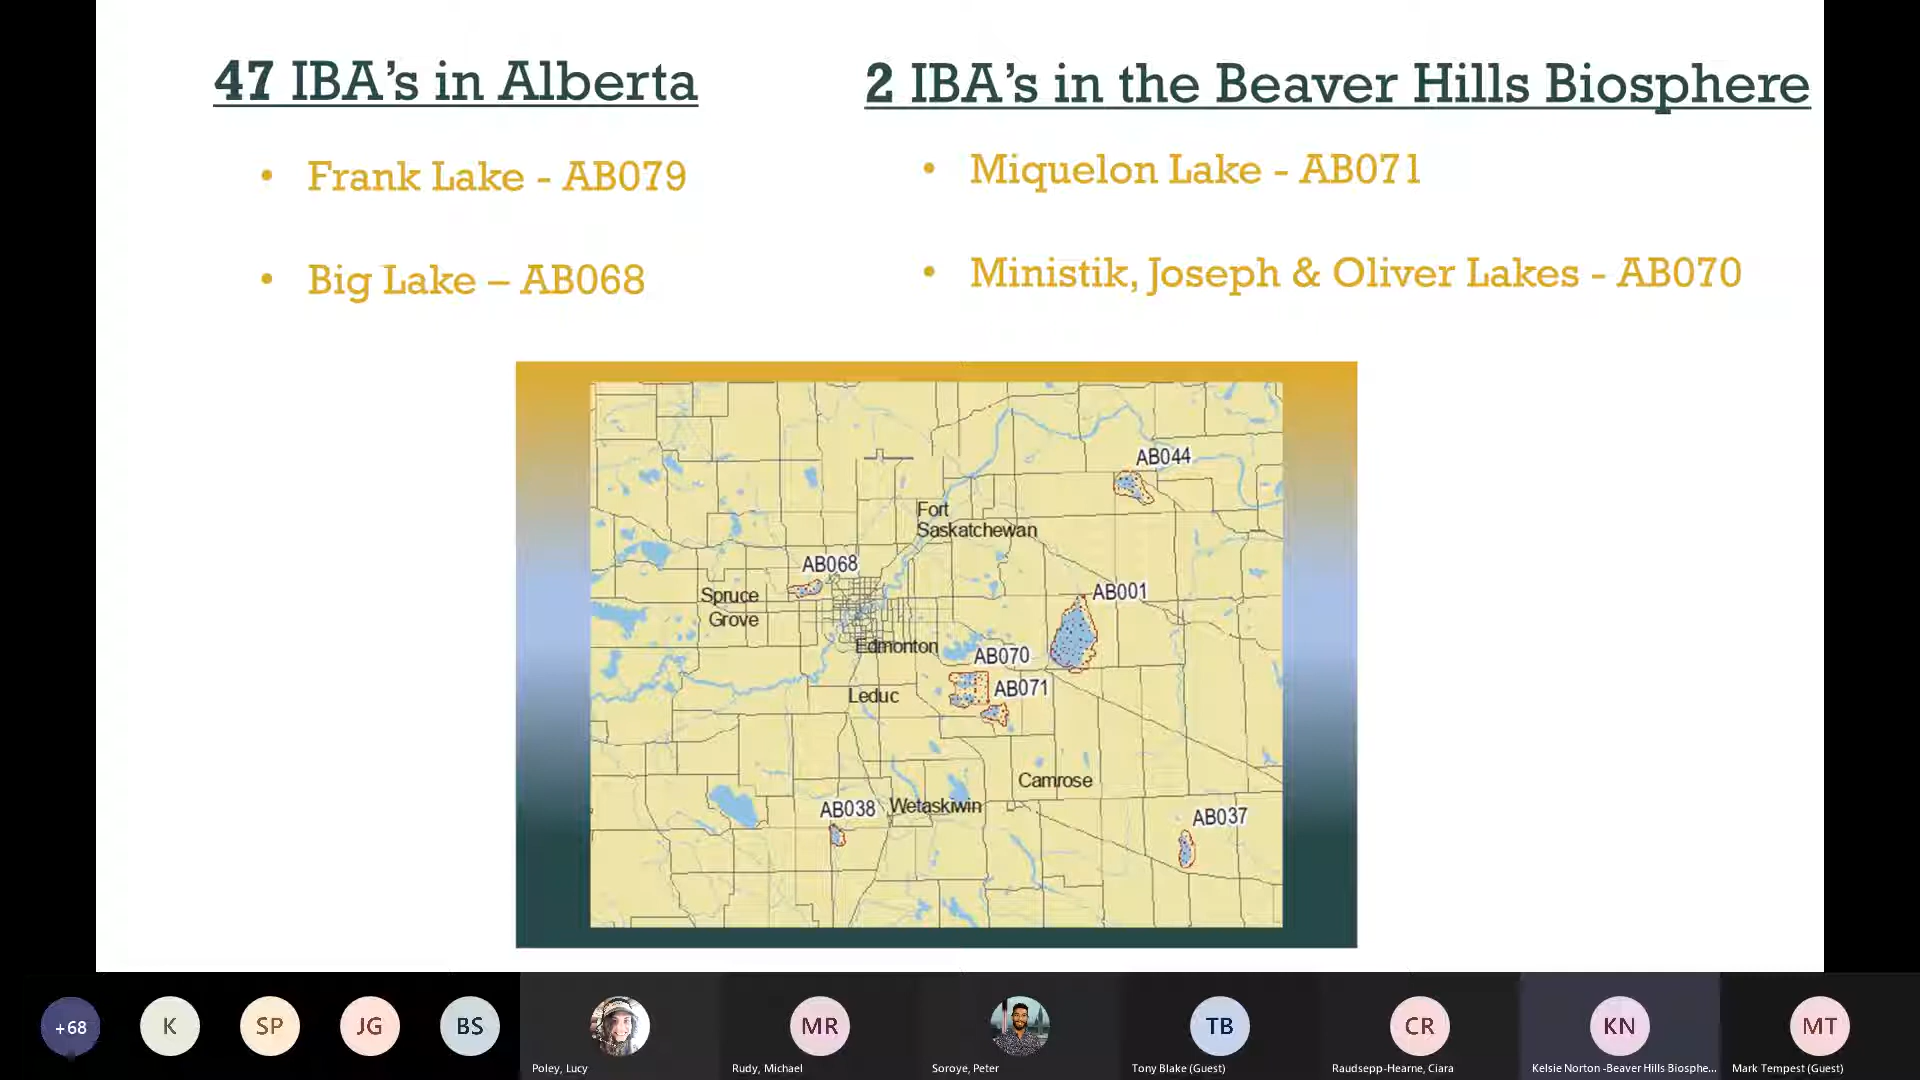 47 IBA's in Alberta
• Frank Lake - AB079
• Big Lake – AB068
2 IBA's in the Beaver Hills Biosphere
• Miquelon Lake - AB071
• Ministik, Joseph & Oliver Lakes - AB070
AB044
Fort
Saskatchewan
AB068
AB001
Spruce
Grove
Edmonton
AB070
AB071
Leduc
Camrose
AB038
Wetaskiwin
AB037
+68
K
SP
JG
BS
MR
TB
CR
KN
MT
Poley, Lucy
Rudy, Michael
Soroye, Peter
Tony Blake (Guest)
Raudsepp-Hearne, Ciara
Kelsie Norton -Beaver Hills Biosphe...
Mark Tempest (Guest)